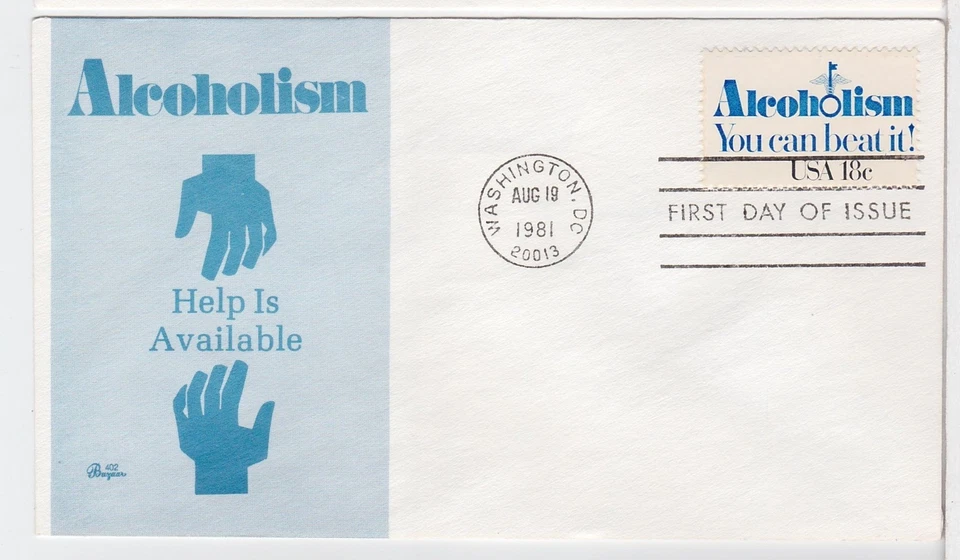 Alcoholism
Help Is
Available
402
Bazaar
WASHINGTON, DC
AUG 19
1981
20013
Alcoholism
You can beat it!
USA 18c
FIRST DAY OF ISSUE